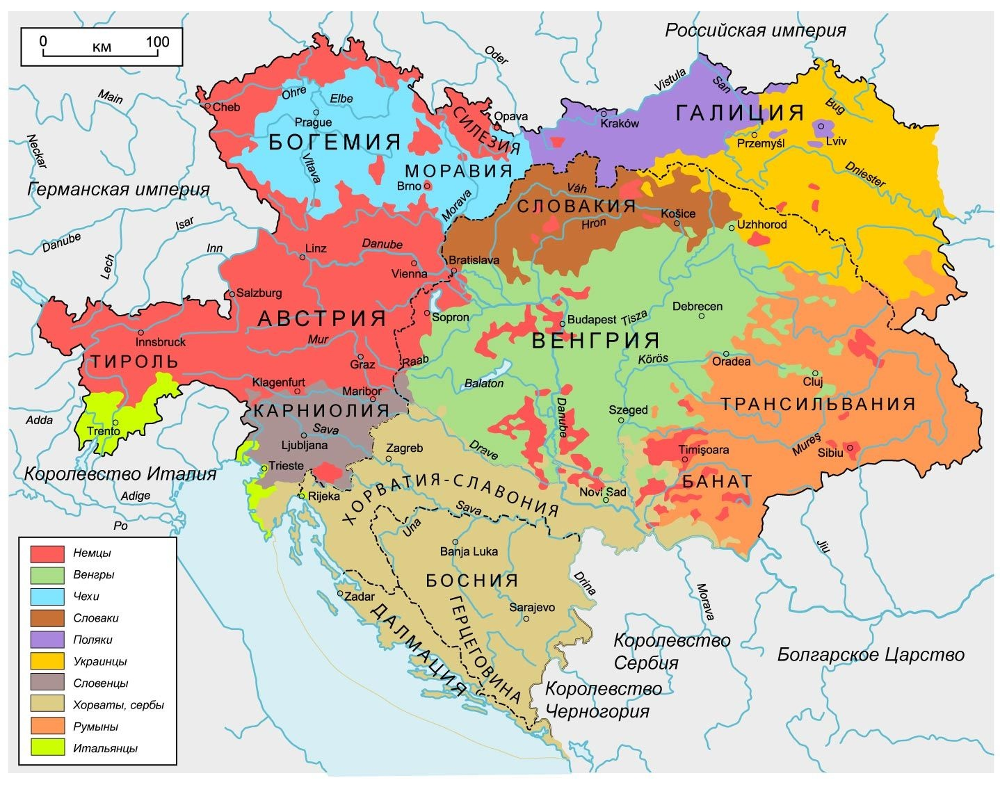 0 100
км
Российская империя
Oder
Vistula
San
Main
Ohre
Elbe
Cheb
Prague
СИЛЕЗИЯ
Opava
Kraków
ГАЛИЦИЯ
Bug
Przemyśl
Lviv
Neckar
БОГЕМИЯ
Vltava
МОРАВИЯ
Brno
Morava
Dniester
Германская империя
Váh
СЛОВАКИЯ
Hron
Košice
Uzhhorod
Isar
Danube
Inn
Lech
Linz
Danube
Vienna
Bratislava
Salzburg
АВСТРИЯ
Sopron
Budapest
Tisza
Debrecen
Innsbruck
Mur
ВЕНГРИЯ
ТИРОЛЬ
Graz
Raab
Körös
Oradea
Klagenfurt
Maribor
Balaton
Cluj
КАРНИОЛИЯ
Danube
Szeged
ТРАНСИЛЬВАНИЯ
Adda
Trento
Sava
Ljubljana
Zagreb
Drave
Timişoara
Mureş
Sibiu
Королевство Италия
Trieste
БАНАТ
Adige
Rijeka
ХОРВАТИЯ-СЛАВОНИЯ
Novi Sad
Po
Una
Sava
Banja Luka
Jiu
БОСНИЯ
Drina
Morava
Zadar
Sarajevo
ДАЛМАЦИЯ
ГЕРЦЕГОВИНА
Королевство
Сербия
Болгарское Царство
Королевство
Черногория
Немцы
Венгры
Чехи
Словаки
Поляки
Украинцы
Словенцы
Хорваты, сербы
Румыны
Итальянцы